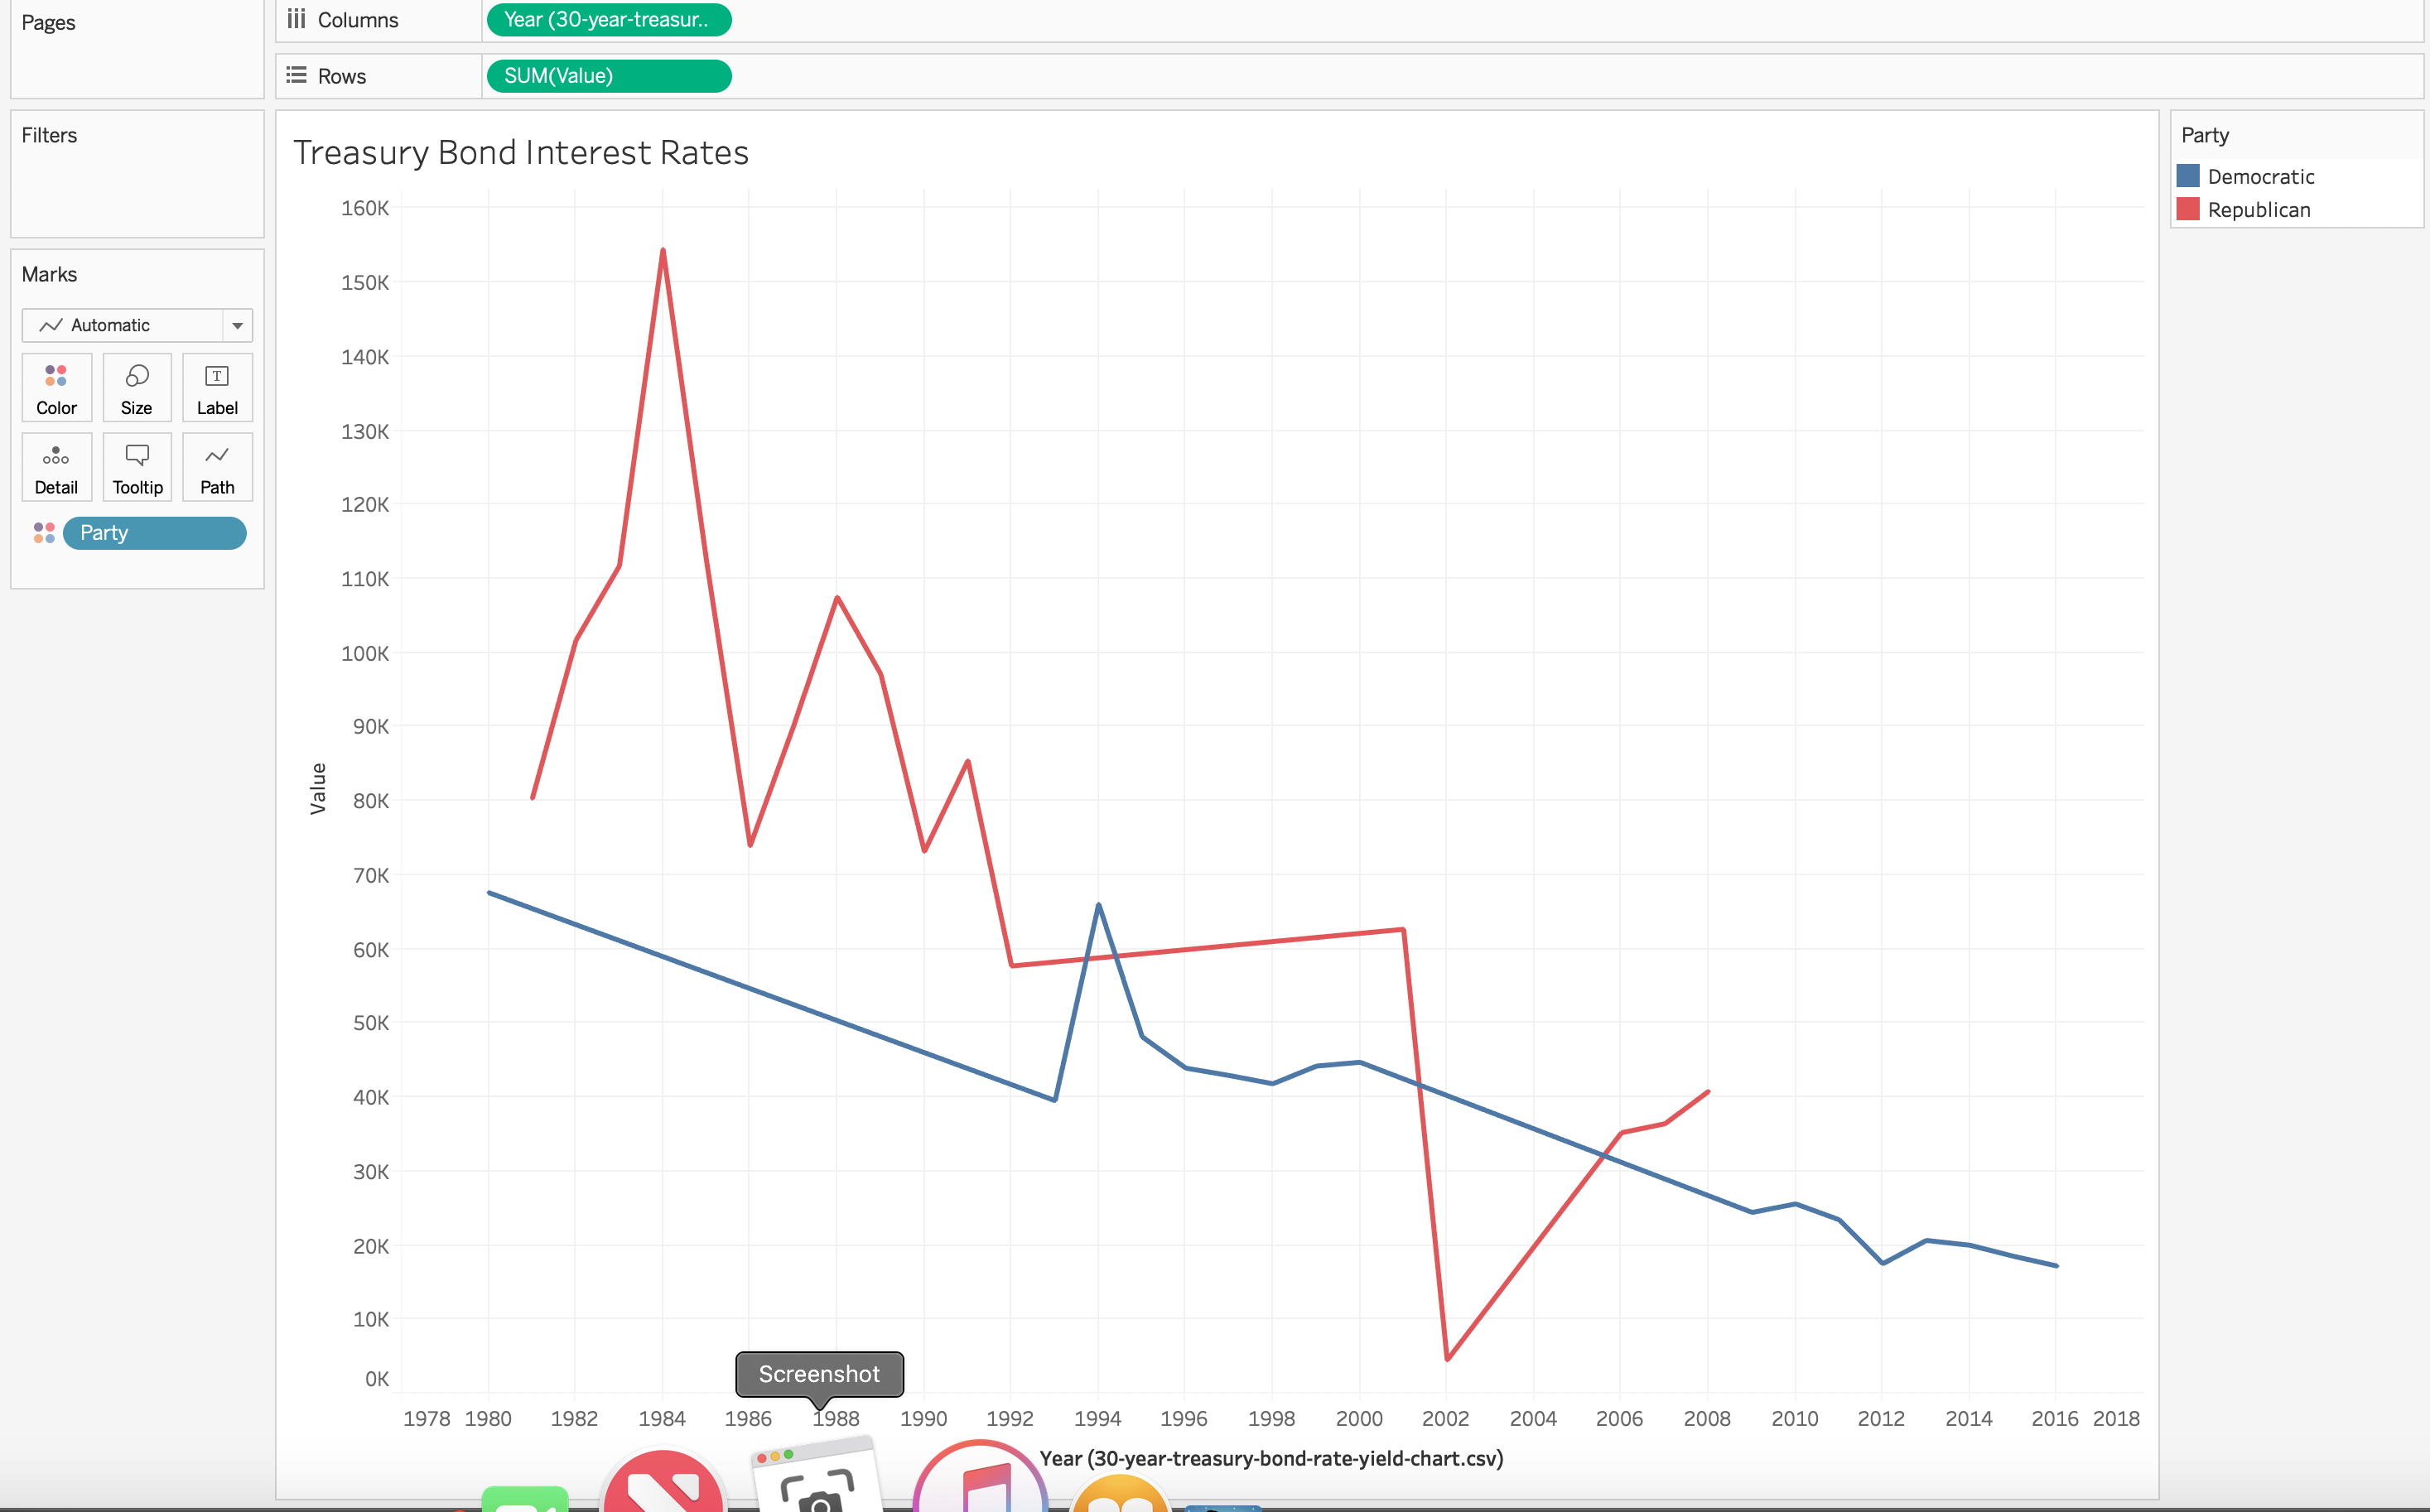 Pages
Columns
Year (30-year-treasur..
Rows
SUM(Value)
Filters
Marks
Automatic
Color
Size
Label
Detail
Tooltip
Path
Party
Treasury Bond Interest Rates
160K
150K
140K
130K
120K
110K
100K
90K
80K
70K
60K
50K
40K
30K
20K
10K
0K
Value
Screenshot
1978 1980 1982 1984 1986 1988 1990 1992 1994 1996 1998 2000 2002 2004 2006 2008 2010 2012 2014 2016 2018
Year (30-year-treasury-bond-rate-yield-chart.csv)
Party
Democratic
Republican